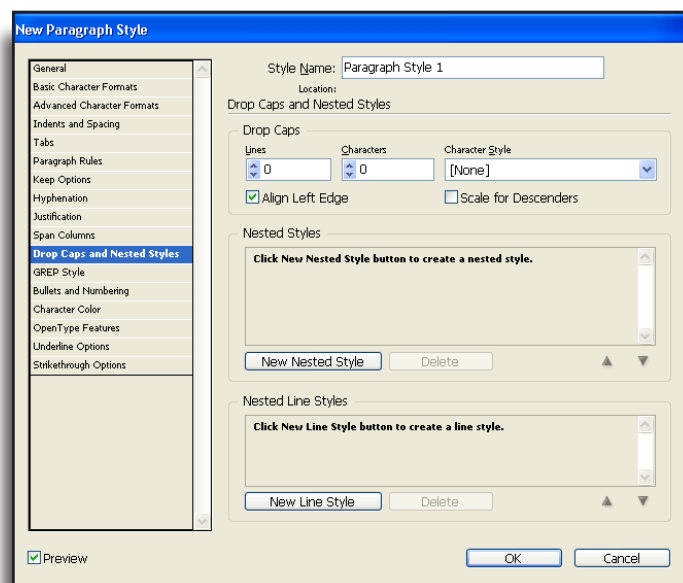 New Paragraph Style
General
Basic Character Formats
Advanced Character Formats
Indents and Spacing
Tabs
Paragraph Rules
Keep Options
Hyphenation
Justification
Span Columns
Drop Caps and Nested Styles
GREP Style
Bullets and Numbering
Character Color
OpenType Features
Underline Options
Strikethrough Options
Preview
Style Name: Paragraph Style 1
Location:
Drop Caps and Nested Styles
Drop Caps
Lines Characters Character Style
0 0 [None]
Align Left Edge Scale for Descenders
Nested Styles
Click New Nested Style button to create a nested style.
New Nested Style Delete
Nested Line Styles
Click New Line Style button to create a line style.
New Line Style Delete
OK Cancel